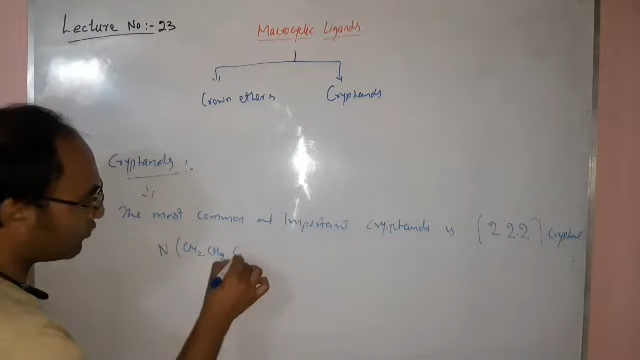 Lecture No:- 23
Macrocyclic Ligands
Crown ethers
Cryptands
Cryptands :-
The most common and important cryptands is [2.2.2] cryptand
N (CH2 CH2